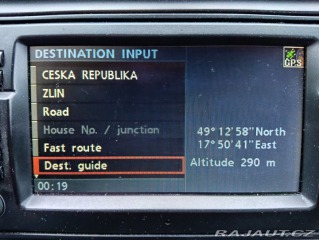 DESTINATION INPUT
GPS
CESKA REPUBLIKA
ZLIN
Road
House No. / junction
Fast route
Dest. guide
49°12'58"North
17°50'41"East
Altitude 290 m
00:19
RAJAUT.CZ